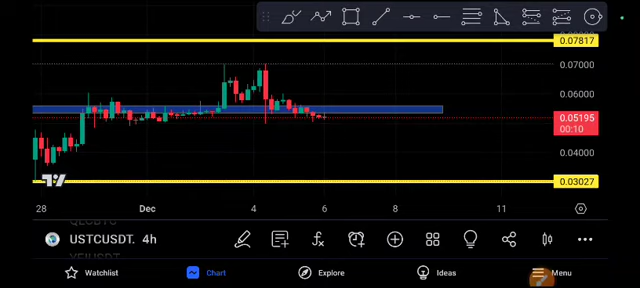 0.07817
0.07000
0.06000
0.05195
00:10
0.04000
0.03027
28 Dec 4 6 8 11
USTCUSDT. 4h
Watchlist Chart Explore Ideas Menu